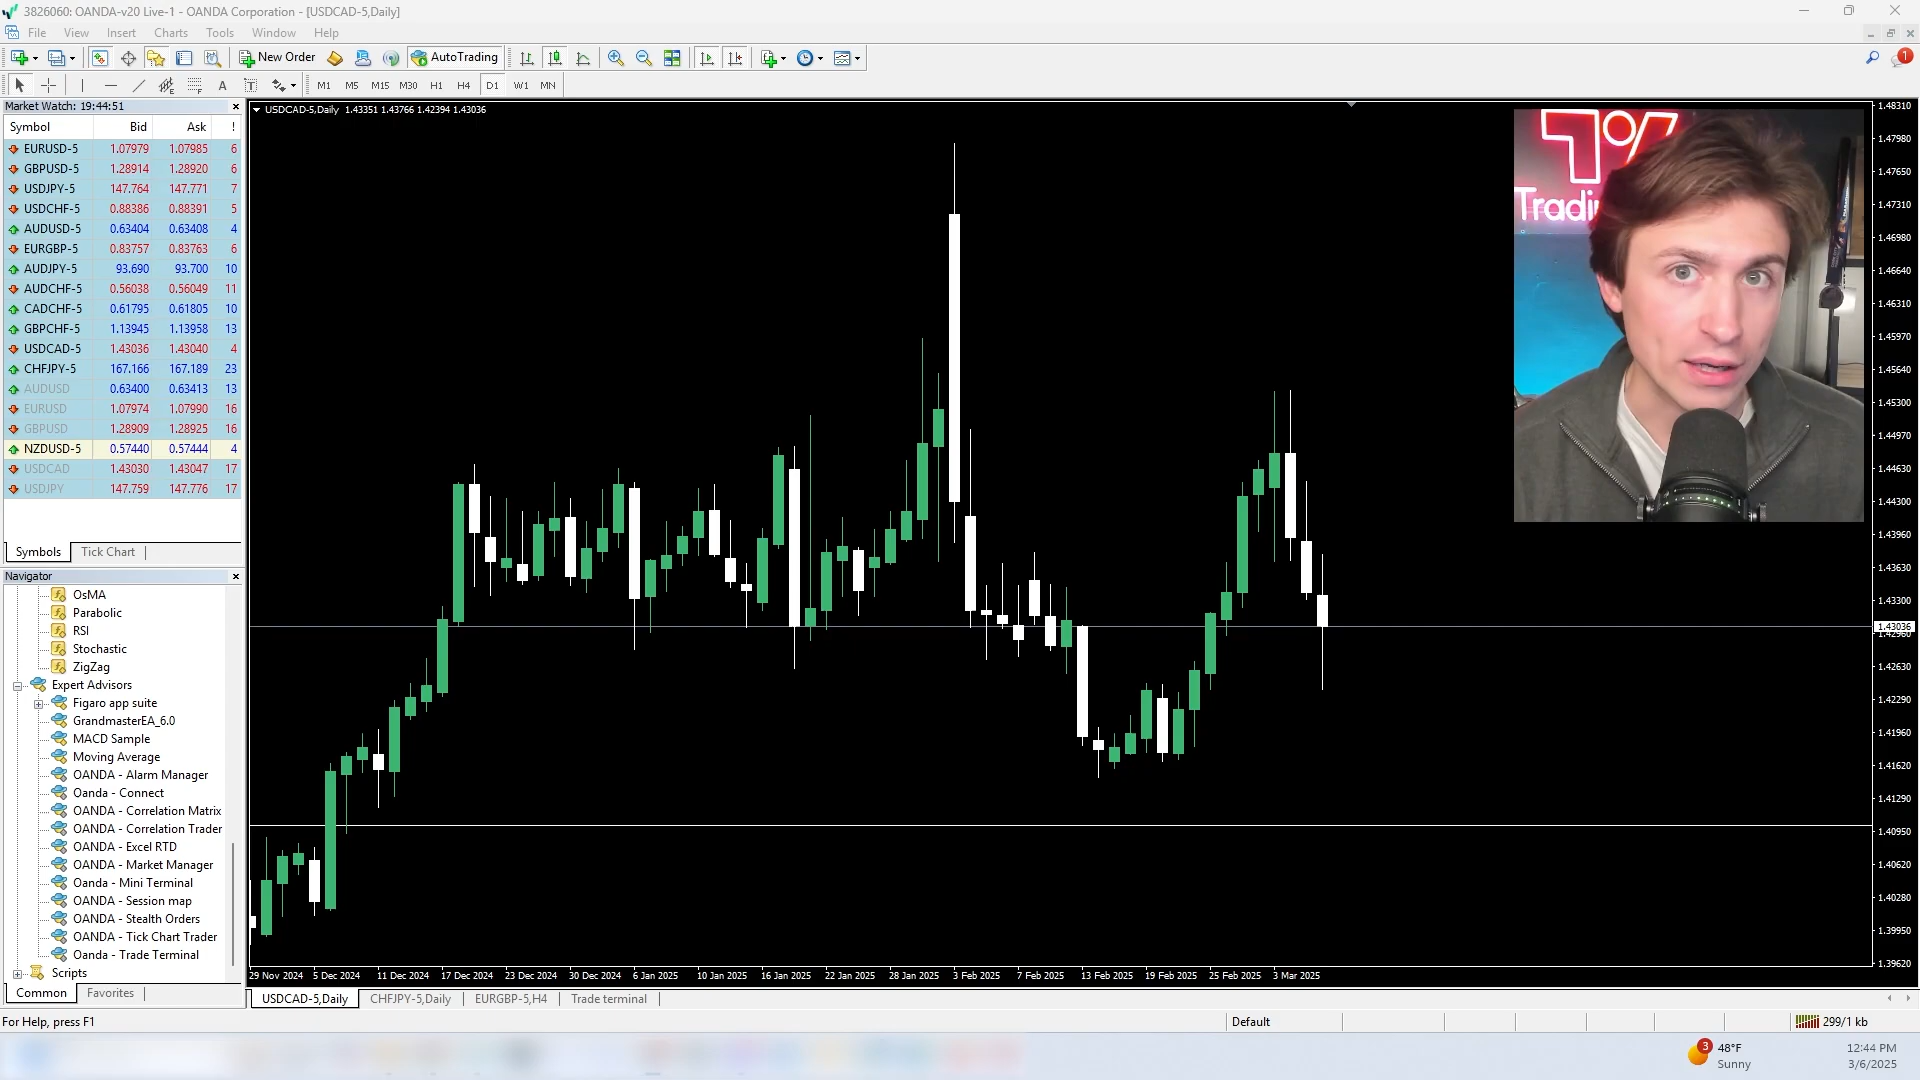 3826060: OANDA-v20 Live-1 - OANDA Corporation - [USDCAD-5,Daily]
File View Insert Charts Tools Window Help
New Order AutoTrading
1
A T M1 M5 M15 M30 H1 H4 D1 W1 MN
Market Watch: 19:44:51
Symbol Bid Ask !
EURUSD-5 1.07979 1.07985 6
GBPUSD-5 1.28914 1.28920 6
USDJPY-5 147.764 147.771 7
USDCHF-5 0.88386 0.88391 5
AUDUSD-5 0.63404 0.63408 4
EURGBP-5 0.83757 0.83763 6
AUDJPY-5 93.690 93.700 10
AUDCHF-5 0.56038 0.56049 11
CADCHF-5 0.61795 0.61805 10
GBPCHF-5 1.13945 1.13958 13
USDCAD-5 1.43036 1.43040 4
CHFJPY-5 167.166 167.189 23
AUDUSD 0.63400 0.63413 13
EURUSD 1.07974 1.07990 16
GBPUSD 1.28909 1.28925 16
NZDUSD-5 0.57440 0.57444 4
USDCAD 1.43030 1.43047 17
USDJPY 147.759 147.776 17
Symbols Tick Chart
Navigator
OsMA
Parabolic
RSI
Stochastic
ZigZag
Expert Advisors
Figaro app suite
GrandmasterEA_6.0
MACD Sample
Moving Average
OANDA - Alarm Manager
Oanda - Connect
OANDA - Correlation Matrix
OANDA - Correlation Trader
OANDA - Excel RTD
OANDA - Market Manager
Oanda - Mini Terminal
OANDA - Session map
OANDA - Stealth Orders
OANDA - Tick Chart Trader
Oanda - Trade Terminal
Scripts
Common Favorites
USDCAD-5,Daily 1.43351 1.43766 1.42394 1.43036
1%
Tradi
1.48310
1.47980
1.47650
1.47310
1.46980
1.46640
1.46310
1.45970
1.45640
1.45300
1.44970
1.44630
1.44300
1.43960
1.43630
1.43300
1.43036
1.42960
1.42630
1.42290
1.41960
1.41620
1.41290
1.40950
1.40620
1.40280
1.39950
1.39620
29 Nov 2024 5 Dec 2024 11 Dec 2024 17 Dec 2024 23 Dec 2024 30 Dec 2024 6 Jan 2025 10 Jan 2025 16 Jan 2025 22 Jan 2025 28 Jan 2025 3 Feb 2025 7 Feb 2025 13 Feb 2025 19 Feb 2025 25 Feb 2025 3 Mar 2025
USDCAD-5,Daily CHFJPY-5,Daily EURGBP-5,H4 Trade terminal
For Help, press F1 Default 299/1 kb
3 48°F
Sunny
12:44 PM
3/6/2025